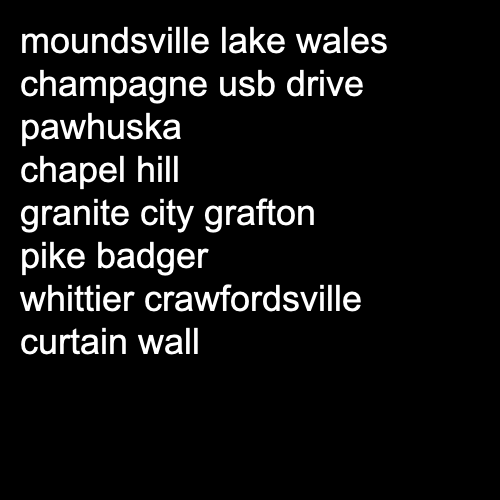 moundsville lake wales
champagne usb drive
pawhuska
chapel hill
granite city grafton
pike badger
whittier crawfordsville
curtain wall